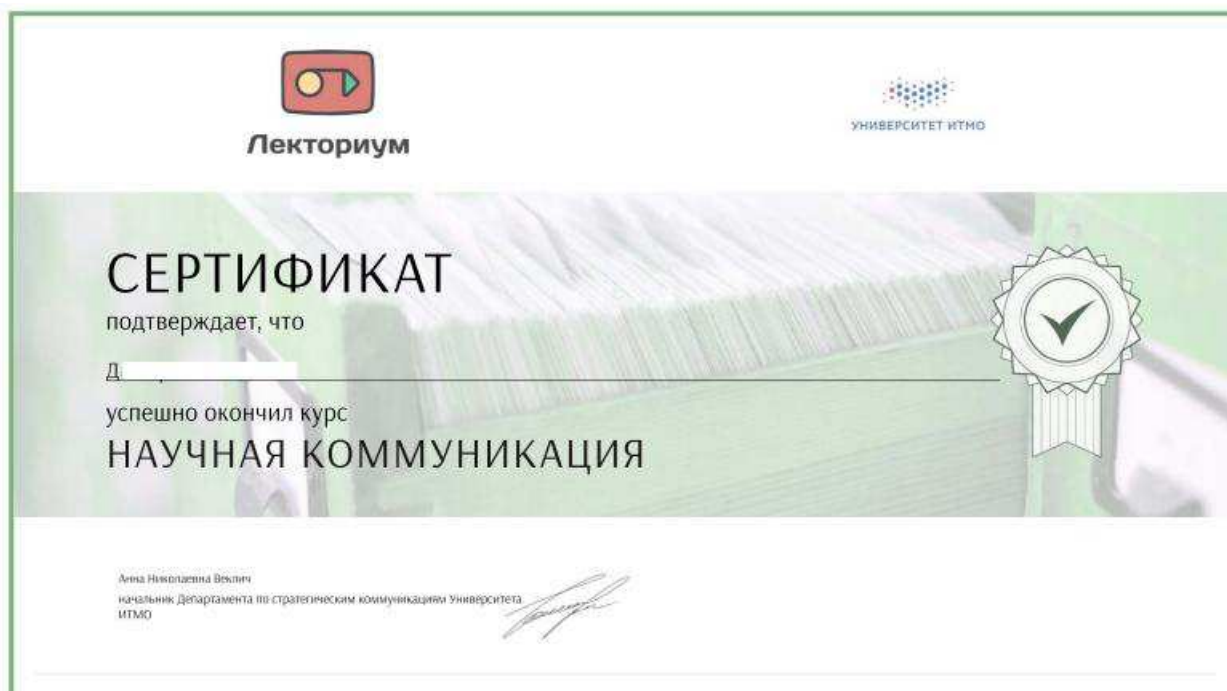 Лекториум
УНИВЕРСИТЕТ ИТМО
СЕРТИФИКАТ
подтверждает, что
Д
успешно окончил курс
НАУЧНАЯ КОММУНИКАЦИЯ
Анна Николаевна Веклич
начальник Департамента по стратегическим коммуникациям Университета
ИТМО